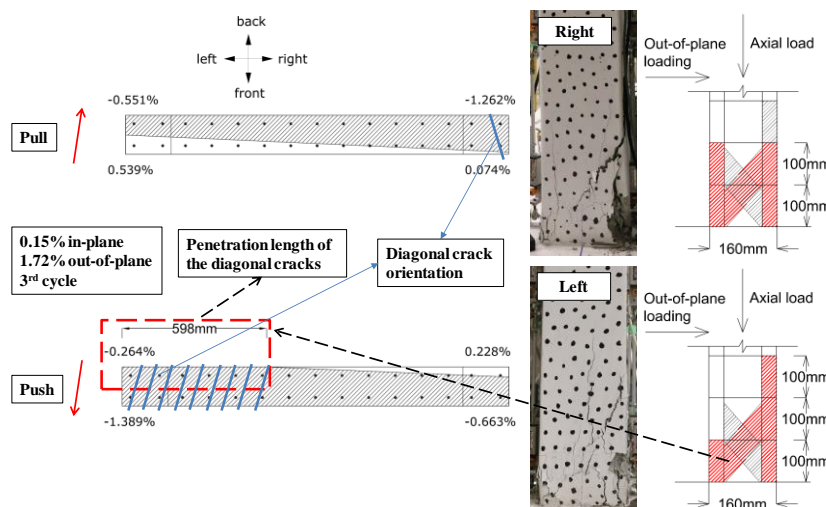 back
left
right
front
-0.551%
-1.262%
Pull
0.539%
0.074%
0.15% in-plane
1.72% out-of-plane
3rd cycle
Penetration length of
the diagonal cracks
Diagonal crack
orientation
598mm
-0.264%
0.228%
Push
-1.389%
-0.663%
Right
Out-of-plane
loading
Axial load
100mm
100mm
160mm
Left
Out-of-plane
loading
Axial load
100mm
100mm
100mm
160mm